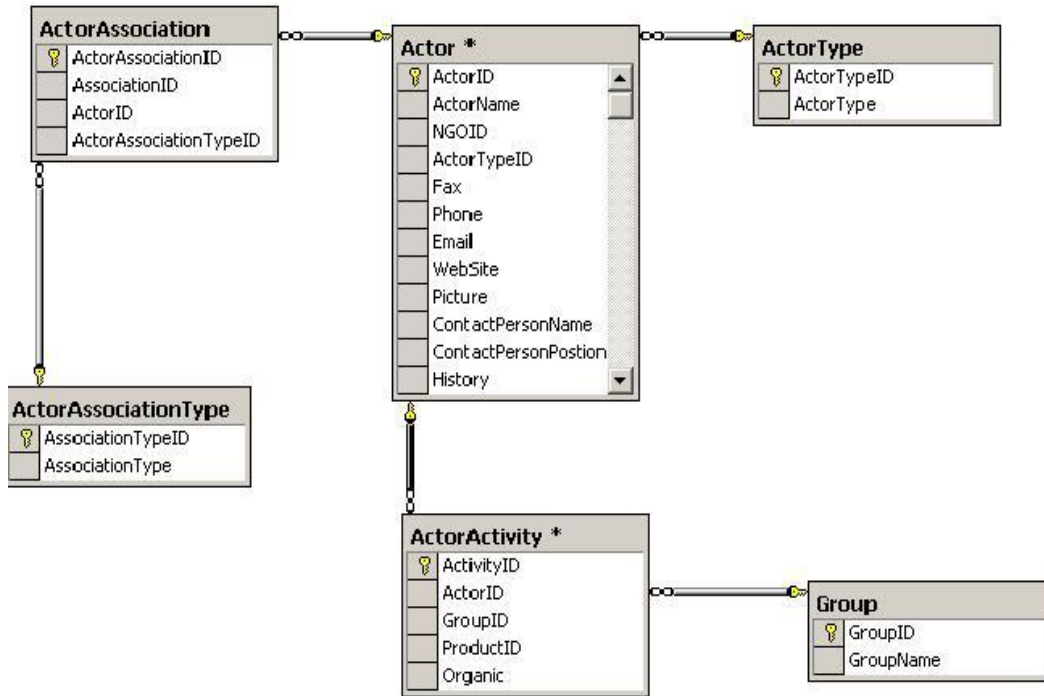 ActorAssociation
ActorAssociationID
AssociationID
ActorID
ActorAssociationTypeID
Actor *
ActorID
ActorName
NGOID
ActorTypeID
Fax
Phone
Email
WebSite
Picture
ContactPersonName
ContactPersonPostion
History
ActorType
ActorTypeID
ActorType
ActorAssociationType
AssociationTypeID
AssociationType
ActorActivity *
ActivityID
ActorID
GroupID
ProductID
Organic
Group
GroupID
GroupName